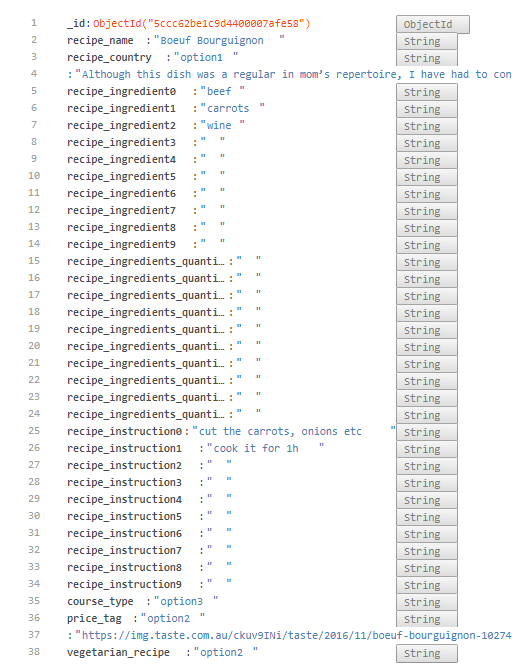 1 _id: ObjectId("5ccc62be1c9d4400007afe58") ObjectId
2 recipe_name : "Boeuf Bourguignon " String
3 recipe_country : "option1 " String
4 : "Although this dish was a regular in mom’s repertoire, I have had to con
5 recipe_ingredient0 : "beef " String
6 recipe_ingredient1 : "carrots " String
7 recipe_ingredient2 : "wine " String
8 recipe_ingredient3 : " " String
9 recipe_ingredient4 : " " String
10 recipe_ingredient5 : " " String
11 recipe_ingredient6 : " " String
12 recipe_ingredient7 : " " String
13 recipe_ingredient8 : " " String
14 recipe_ingredient9 : " " String
15 recipe_ingredients_quanti… : " " String
16 recipe_ingredients_quanti… : " " String
17 recipe_ingredients_quanti… : " " String
18 recipe_ingredients_quanti… : " " String
19 recipe_ingredients_quanti… : " " String
20 recipe_ingredients_quanti… : " " String
21 recipe_ingredients_quanti… : " " String
22 recipe_ingredients_quanti… : " " String
23 recipe_ingredients_quanti… : " " String
24 recipe_ingredients_quanti… : " " String
25 recipe_instruction0 : "cut the carrots, onions etc " String
26 recipe_instruction1 : "cook it for 1h " String
27 recipe_instruction2 : " " String
28 recipe_instruction3 : " " String
29 recipe_instruction4 : " " String
30 recipe_instruction5 : " " String
31 recipe_instruction6 : " " String
32 recipe_instruction7 : " " String
33 recipe_instruction8 : " " String
34 recipe_instruction9 : " " String
35 course_type : "option3 " String
36 price_tag : "option2 " String
37 : "https://img.taste.com.au/ckuv9INi/taste/2016/11/boeuf-bourguignon-10274
38 vegetarian_recipe : "option2 " String